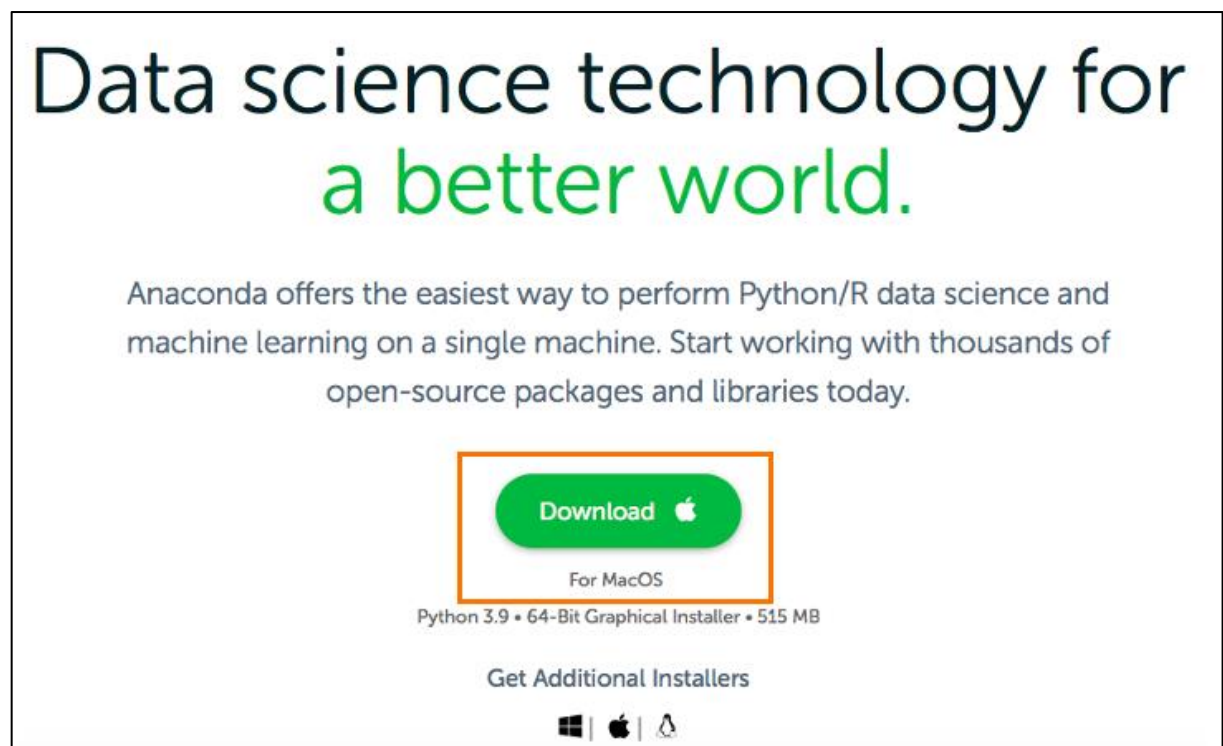 Data science technology for
a better world.
Anaconda offers the easiest way to perform Python/R data science and
machine learning on a single machine. Start working with thousands of
open-source packages and libraries today.
Download
For MacOS
Python 3.9 • 64-Bit Graphical Installer • 515 MB
Get Additional Installers
| |